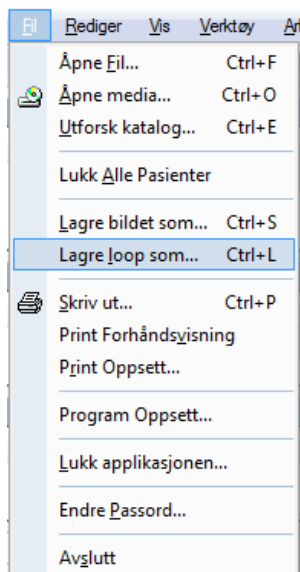 Fil Rediger Vis Verktøy
Åpne Fil... Ctrl+F
Åpne media... Ctrl+O
Utforsk katalog... Ctrl+E
Lukk Alle Pasienter
Lagre bildet som... Ctrl+S
Lagre loop som... Ctrl+L
Skriv ut... Ctrl+P
Print Forhåndsvisning
Print Oppsett...
Program Oppsett...
Lukk applikasjonen...
Endre Passord...
Avslutt